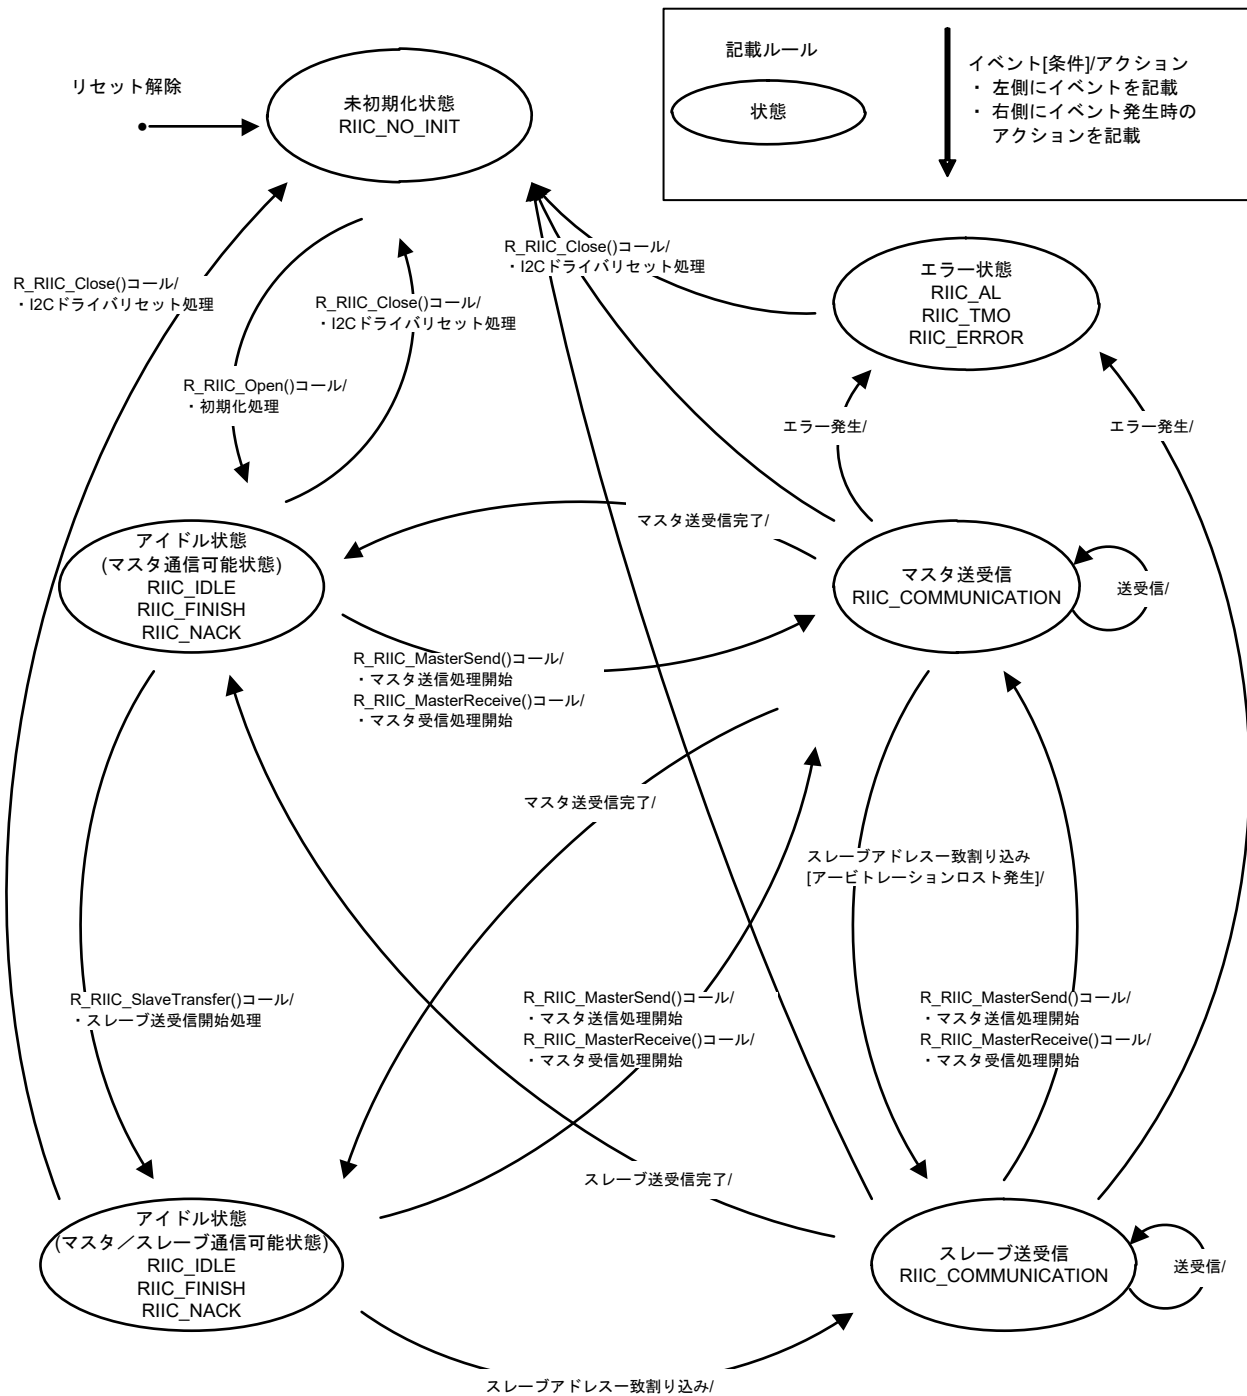 記載ルール
状態
イベント[条件]/アクション
・ 左側にイベントを記載
・ 右側にイベント発生時の
アクションを記載
リセット解除
未初期化状態
RIIC_NO_INIT
R_RIIC_Close()コール/
・I2Cドライバリセット処理
R_RIIC_Close()コール/
・I2Cドライバリセット処理
R_RIIC_Close()コール/
・I2Cドライバリセット処理
エラー状態
RIIC_AL
RIIC_TMO
RIIC_ERROR
R_RIIC_Open()コール/
・初期化処理
エラー発生/
エラー発生/
マスタ送受信完了/
アイドル状態
(マスタ通信可能状態)
RIIC_IDLE
RIIC_FINISH
RIIC_NACK
マスタ送受信
RIIC_COMMUNICATION
送受信/
R_RIIC_MasterSend()コール/
・マスタ送信処理開始
R_RIIC_MasterReceive()コール/
・マスタ受信処理開始
マスタ送受信完了/
スレーブアドレス一致割り込み
[アービトレーションロスト発生]/
R_RIIC_SlaveTransfer()コール/
・スレーブ送受信開始処理
R_RIIC_MasterSend()コール/
・マスタ送信処理開始
R_RIIC_MasterReceive()コール/
・マスタ受信処理開始
R_RIIC_MasterSend()コール/
・マスタ送信処理開始
R_RIIC_MasterReceive()コール/
・マスタ受信処理開始
スレーブ送受信完了/
アイドル状態
(マスタ／スレーブ通信可能状態)
RIIC_IDLE
RIIC_FINISH
RIIC_NACK
スレーブ送受信
RIIC_COMMUNICATION
送受信/
スレーブアドレス一致割り込み/